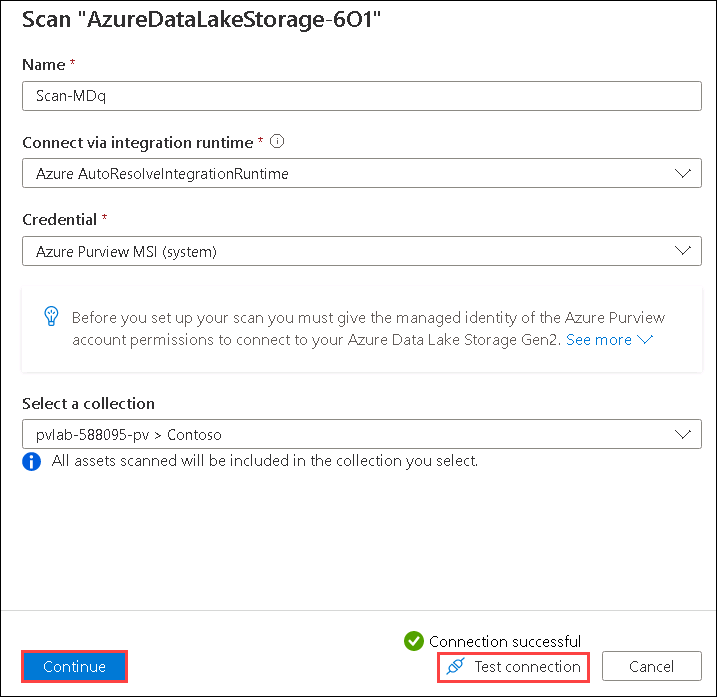 Scan "AzureDataLakeStorage-6O1"
Name *
Scan-MDq
Connect via integration runtime *
Azure AutoResolveIntegrationRuntime
Credential *
Azure Purview MSI (system)
Before you set up your scan you must give the managed identity of the Azure Purview
account permissions to connect to your Azure Data Lake Storage Gen2. See more
Select a collection
pvlab-588095-pv > Contoso
All assets scanned will be included in the collection you select.
Connection successful
Continue
Test connection
Cancel